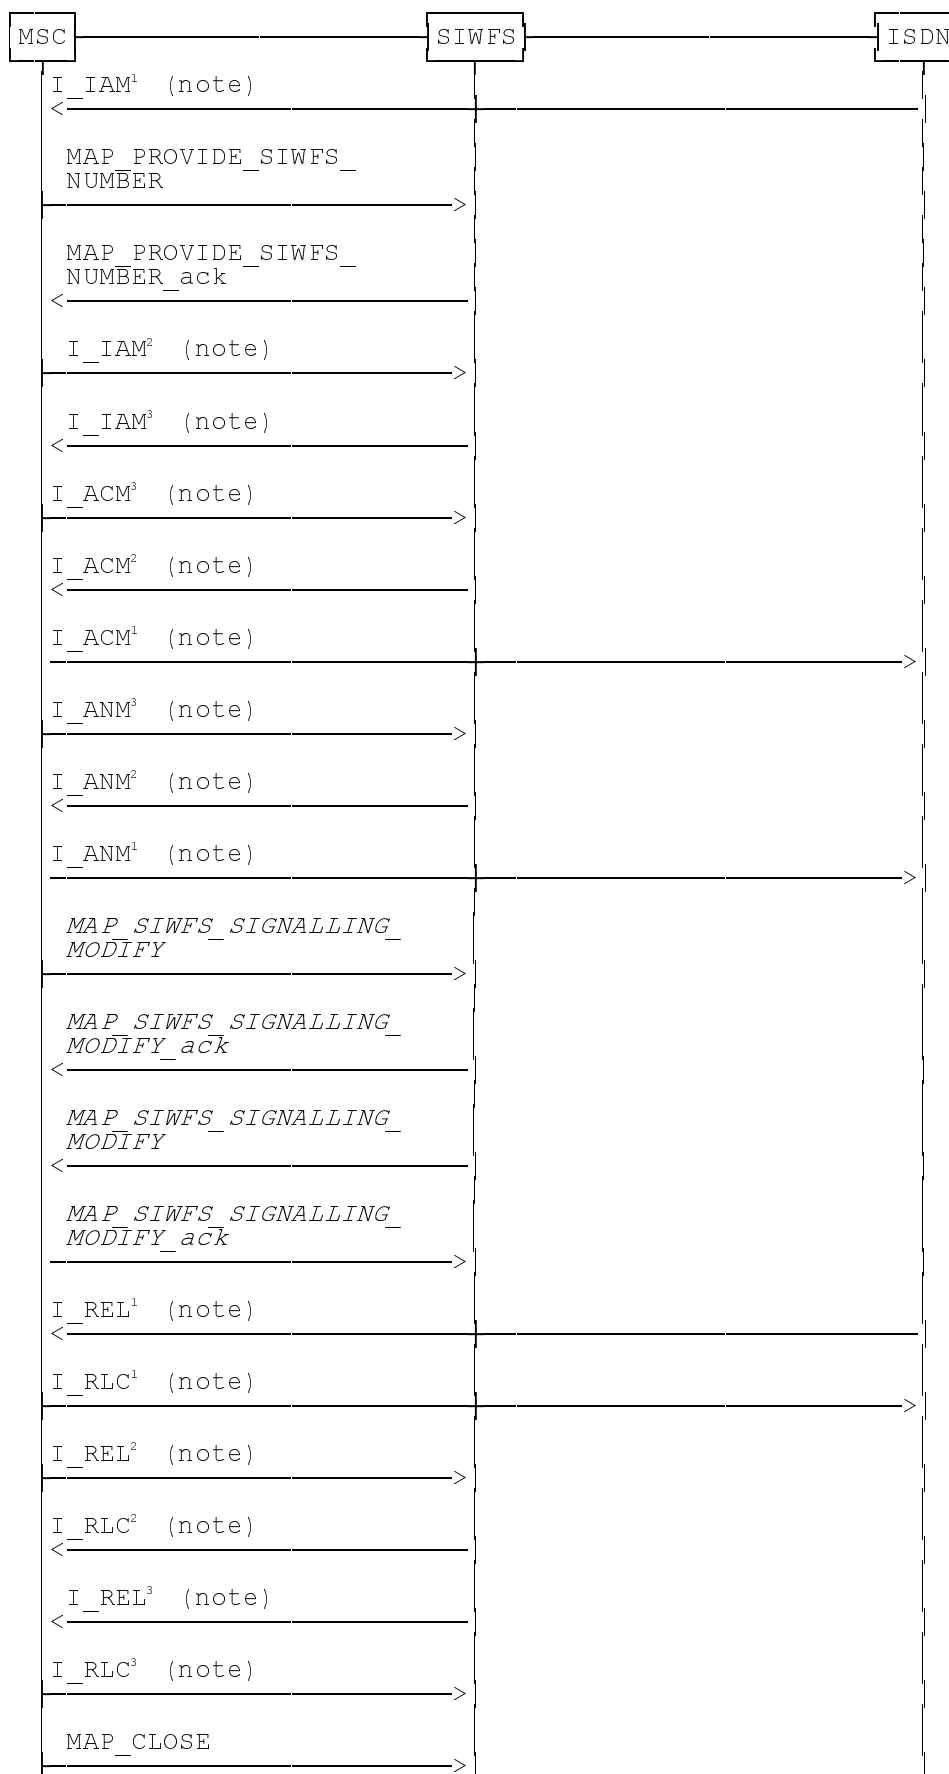 MSC SIWFS ISDN
I_IAM¹ (note)
MAP_PROVIDE_SIWFS_
NUMBER
MAP_PROVIDE_SIWFS_
NUMBER_ack
I_IAM² (note)
I_IAM³ (note)
I_ACM³ (note)
I_ACM² (note)
I_ACM¹ (note)
I_ANM³ (note)
I_ANM² (note)
I_ANM¹ (note)
MAP_SIWFS_SIGNALLING_
MODIFY
MAP_SIWFS_SIGNALLING_
MODIFY_ack
MAP_SIWFS_SIGNALLING_
MODIFY
MAP_SIWFS_SIGNALLING_
MODIFY_ack
I_REL¹ (note)
I_RLC¹ (note)
I_REL² (note)
I_RLC² (note)
I_REL³ (note)
I_RLC³ (note)
MAP_CLOSE